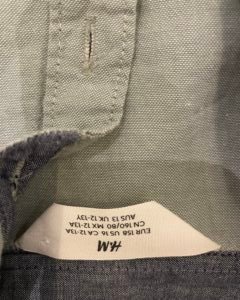 H&M
EUR 158 US 16 CA 12-13A
CN 160/80 MX 12-13A
AUS 13 UK 12-13Y